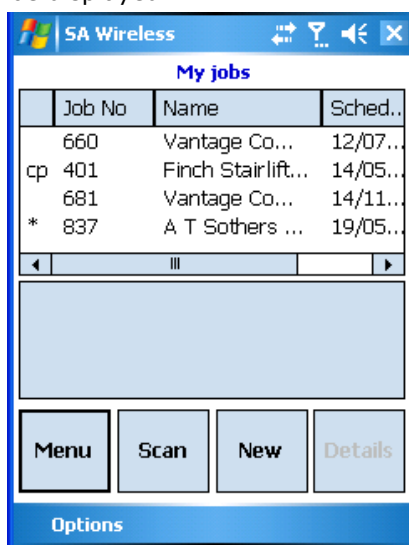 SA Wireless
My jobs
Job No Name Sched..
660 Vantage Co... 12/07...
cp 401 Finch Stairlift... 14/05...
681 Vantage Co... 14/11...
* 837 A T Sothers ... 19/05...
Menu Scan New Details
Options